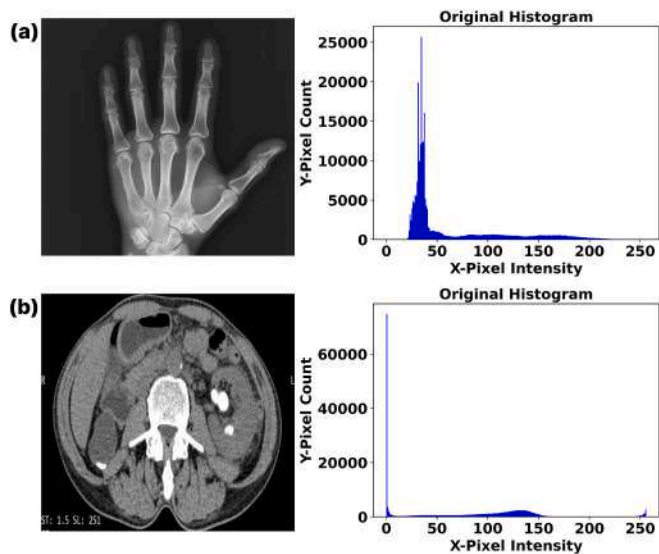 (a)
Original Histogram
Y-Pixel Count
25000
20000
15000
10000
5000
0
0 50 100 150 200 250
X-Pixel Intensity
(b)
R
L
ST: 1.5 SL: 251
Original Histogram
Y-Pixel Count
60000
40000
20000
0
0 50 100 150 200 250
X-Pixel Intensity